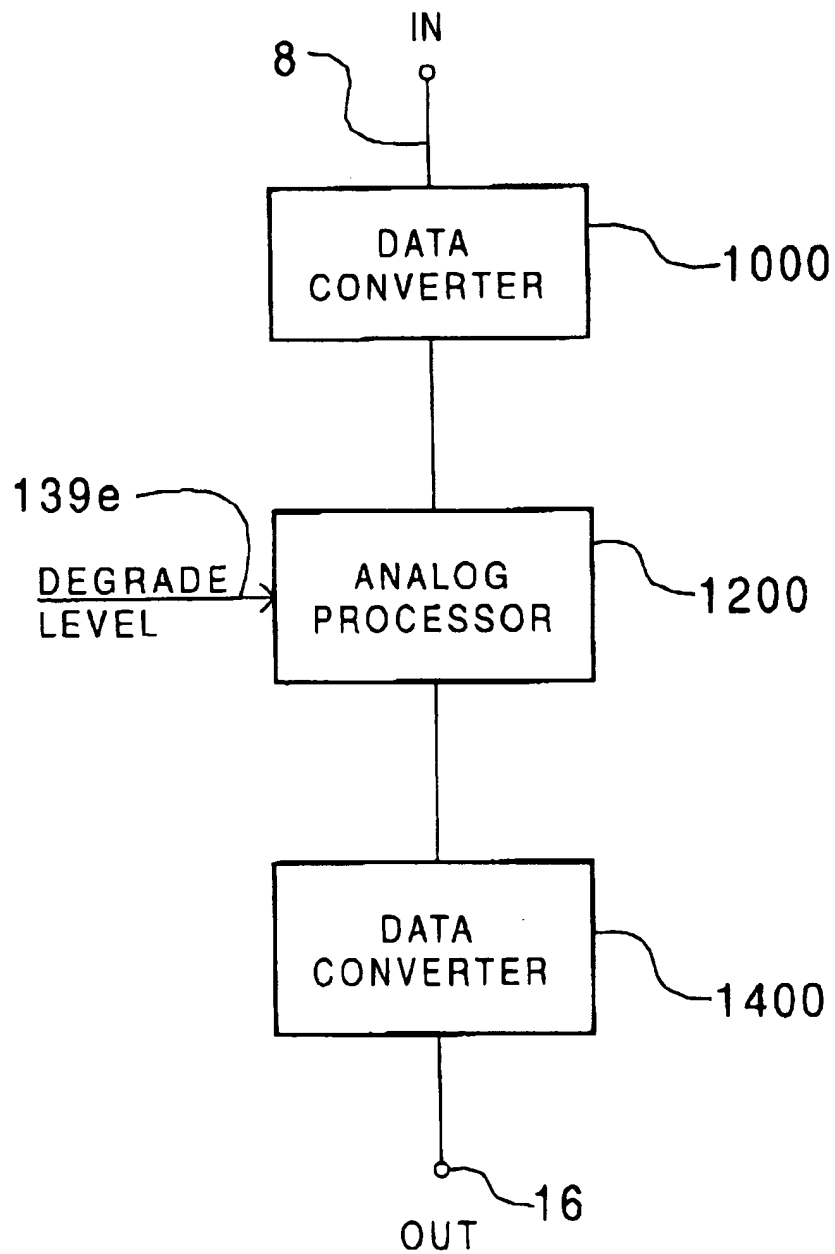 IN
8
DATA
CONVERTER
1000
139e
DEGRADE
LEVEL
ANALOG
PROCESSOR
1200
DATA
CONVERTER
1400
16
OUT